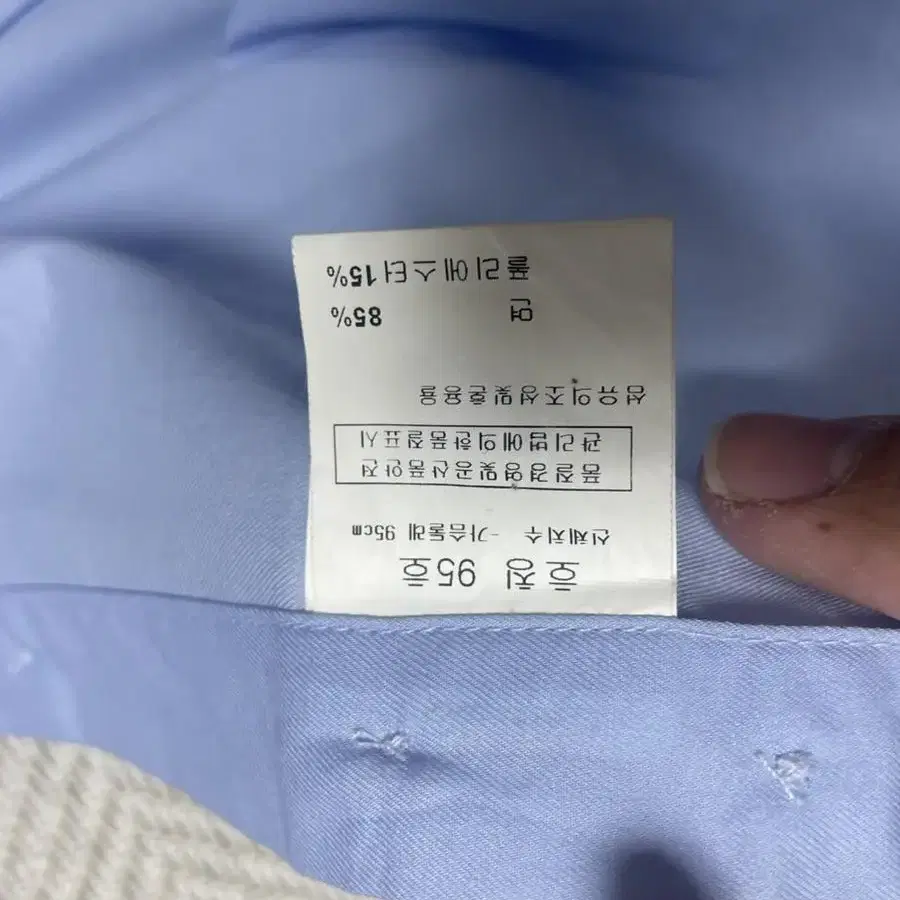 호칭 95호
신체치수 -가슴둘레 95cm
품질경영및공산품안전
관리법에의한품질표시
섬유의조성및혼용율
면 85%
폴리에스터 15%